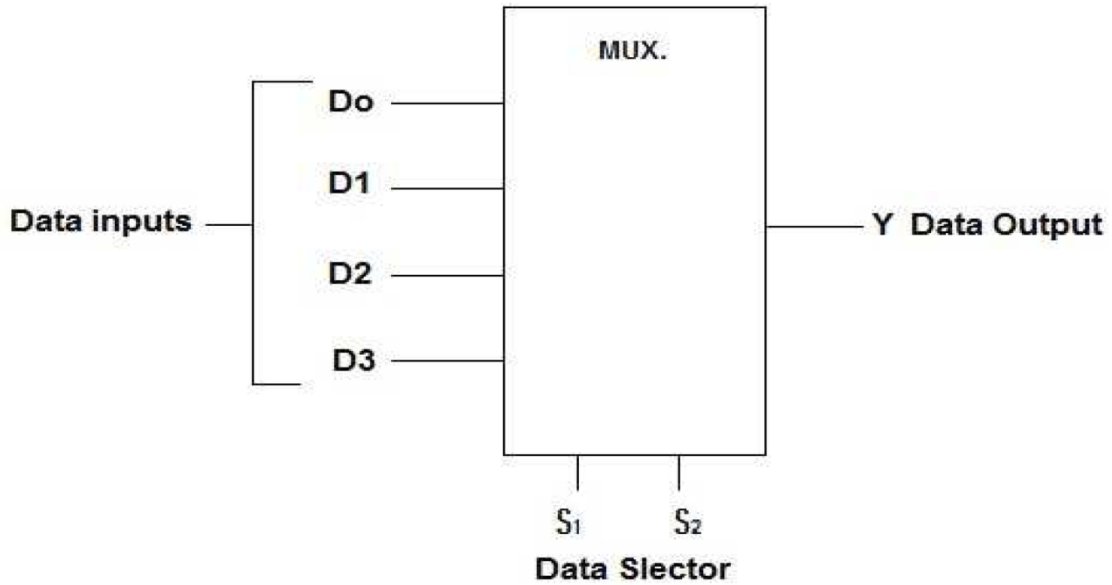 MUX.
Do
D1
Data inputs
Y Data Output
D2
D3
S1 S2
Data Slector